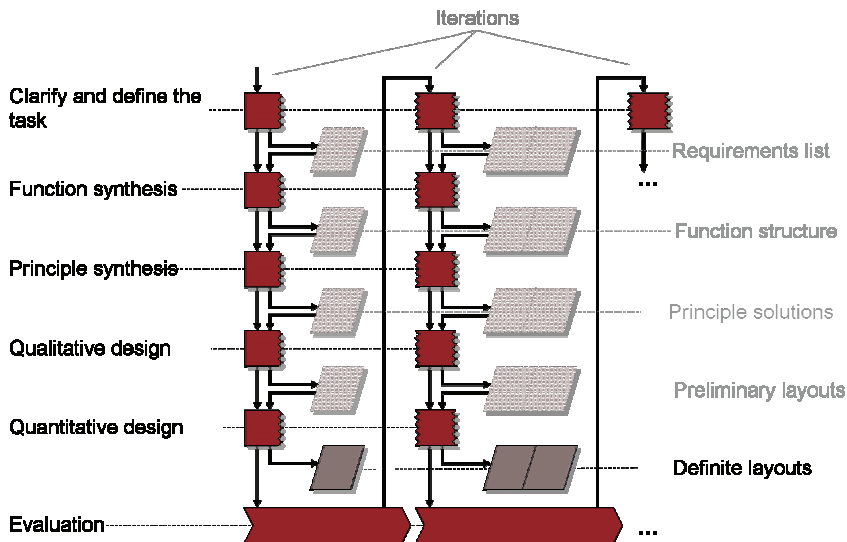 Iterations
Clarify and define the
task
Requirements list
...
Function synthesis
Function structure
Principle synthesis
Principle solutions
Qualitative design
Preliminary layouts
Quantitative design
Definite layouts
Evaluation
...